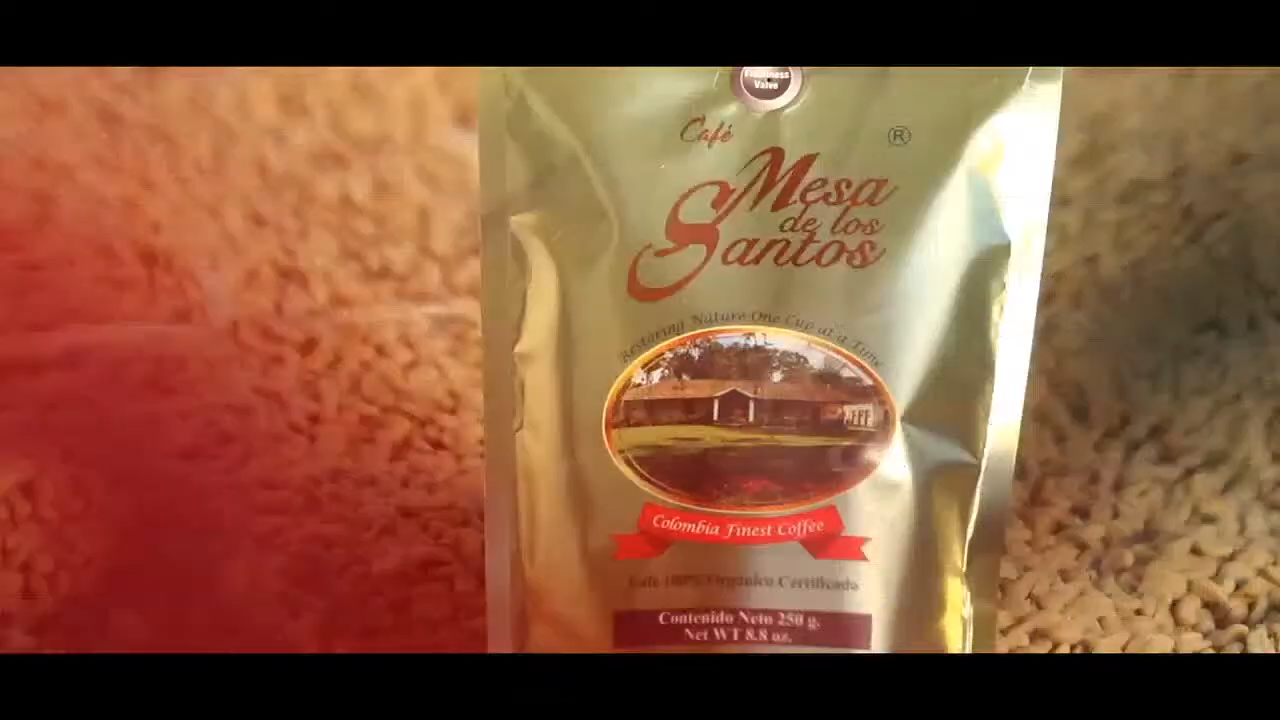 Freshness
Valve
Café
®
Mesa
de los
Santos
Restoring Nature One Cup at a Time
Colombia Finest Coffee
Café 100% Orgánico Certificado
Contenido Neto 250 g.
Net WT 8.8 oz.